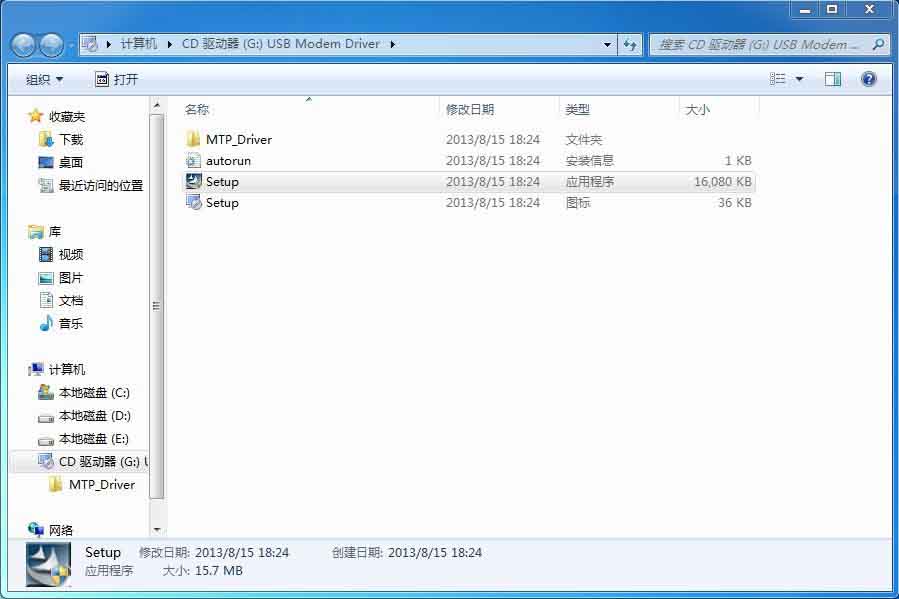 计算机 CD 驱动器 (G:) USB Modem Driver
搜索 CD 驱动器 (G:) USB Modem ...
组织 打开
名称 修改日期 类型 大小
MTP_Driver 2013/8/15 18:24 文件夹
autorun 2013/8/15 18:24 安装信息 1 KB
Setup 2013/8/15 18:24 应用程序 16,080 KB
Setup 2013/8/15 18:24 图标 36 KB
收藏夹
下载
桌面
最近访问的位置
库
视频
图片
文档
音乐
计算机
本地磁盘 (C:)
本地磁盘 (D:)
本地磁盘 (E:)
CD 驱动器 (G:) U
MTP_Driver
网络
Setup 修改日期: 2013/8/15 18:24 创建日期: 2013/8/15 18:24
应用程序 大小: 15.7 MB